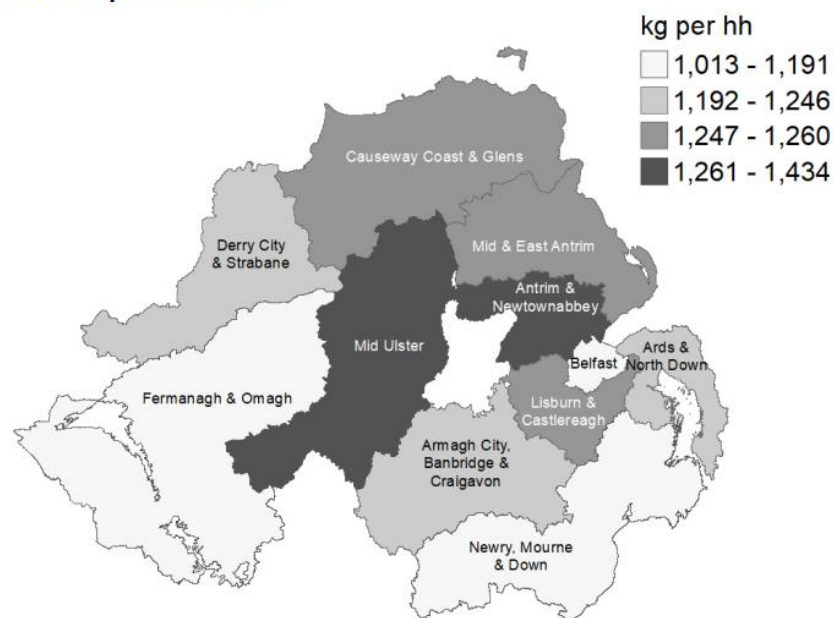 kg per hh
1,013 - 1,191
1,192 - 1,246
1,247 - 1,260
1,261 - 1,434
Causeway Coast & Glens
Derry City
& Strabane
Mid & East Antrim
Antrim &
Newtownabbey
Mid Ulster
Belfast
Ards &
North Down
Fermanagh & Omagh
Lisburn &
Castlereagh
Armagh City,
Banbridge &
Craigavon
Newry, Mourne
& Down